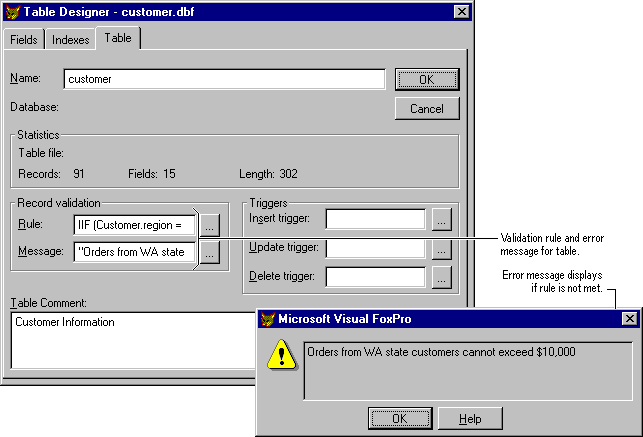 Table Designer - customer.dbf
Fields Indexes Table
Name: customer
OK
Database:
Cancel
Statistics
Table file:
Records: 91 Fields: 15 Length: 302
Record validation
Rule: IIF (Customer.region = ...
Message: "Orders from WA state ...
Triggers
Insert trigger: ...
Update trigger: ...
Delete trigger: ...
Validation rule and error
message for table.
Error message displays
if rule is not met.
Table Comment:
Customer Information
Microsoft Visual FoxPro
Orders from WA state customers cannot exceed $10,000
OK Help